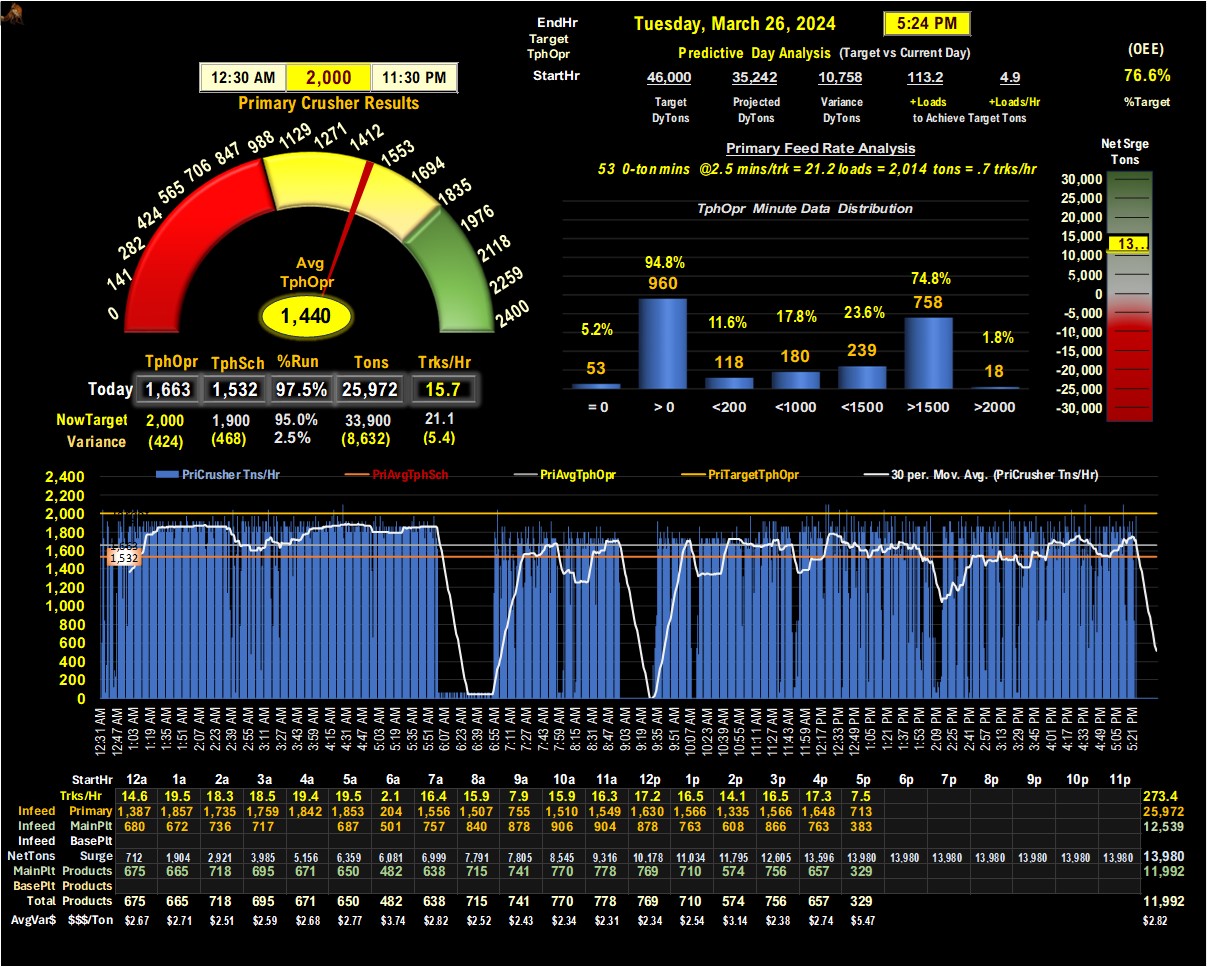 EndHr Tuesday, March 26, 2024 5:24 PM
Target
TphOpr Predictive Day Analysis (Target vs Current Day) (OEE)
StartHr 46,000 35,242 10,758 113.2 4.9 76.6%
12:30 AM 2,000 11:30 PM
Target Projected Variance +Loads +Loads/Hr %Target
DyTons DyTons DyTons to Achieve Target Tons
Primary Crusher Results
0 141 282 424 565 706 847 988 1129 1271 1412 1553 1694 1835 1976 2118 2259 2400
Avg
TphOpr
1,440
Primary Feed Rate Analysis
53 0-ton mins @2.5 mins/trk = 21.2 loads = 2,014 tons = .7 trks/hr
TphOpr Minute Data Distribution
5.2% 94.8% 11.6% 17.8% 23.6% 74.8% 1.8%
53 960 118 180 239 758 18
= 0 > 0 <200 <1000 <1500 >1500 >2000
Net Srge
Tons
30,000
25,000
20,000
15,000
13,..
10,000
5,000
0
-5,000
-10,000
-15,000
-20,000
-25,000
-30,000
TphOpr TphSch %Run Tons Trks/Hr
Today 1,663 1,532 97.5% 25,972 15.7
NowTarget 2,000 1,900 95.0% 33,900 21.1
Variance (424) (468) 2.5% (8,632) (5.4)
PriCrusher Tns/Hr PriAvgTphSch PriAvgTphOpr PriTargetTphOpr 30 per. Mov. Avg. (PriCrusher Tns/Hr)
2,400
2,200
2,000
1,800
1,600
1,400
1,200
1,000
800
600
400
200
0
1,532
12:31 AM 12:47 AM 1:03 AM 1:19 AM 1:35 AM 1:51 AM 2:07 AM 2:23 AM 2:39 AM 2:55 AM 3:11 AM 3:27 AM 3:43 AM 3:59 AM 4:15 AM 4:31 AM 4:47 AM 5:03 AM 5:19 AM 5:35 AM 5:51 AM 6:07 AM 6:23 AM 6:39 AM 6:55 AM 7:11 AM 7:27 AM 7:43 AM 7:59 AM 8:15 AM 8:31 AM 8:47 AM 9:03 AM 9:19 AM 9:35 AM 9:51 AM 10:07 AM 10:23 AM 10:39 AM 10:55 AM 11:11 AM 11:27 AM 11:43 AM 11:59 AM 12:17 PM 12:33 PM 12:49 PM 1:05 PM 1:21 PM 1:37 PM 1:53 PM 2:09 PM 2:25 PM 2:41 PM 2:57 PM 3:13 PM 3:29 PM 3:45 PM 4:01 PM 4:17 PM 4:33 PM 4:49 PM 5:05 PM 5:21 PM
StartHr 12a 1a 2a 3a 4a 5a 6a 7a 8a 9a 10a 11a 12p 1p 2p 3p 4p 5p 6p 7p 8p 9p 10p 11p
Trks/Hr 14.6 19.5 18.3 18.5 19.4 19.5 2.1 16.4 15.9 7.9 15.9 16.3 17.2 16.5 14.1 16.5 17.3 7.5 273.4
Infeed Primary 1,387 1,857 1,735 1,759 1,842 1,853 204 1,556 1,507 755 1,510 1,549 1,630 1,566 1,335 1,566 1,648 713 25,972
Infeed MainPlt 680 672 736 717 687 501 757 840 878 906 904 878 763 608 866 763 383 12,539
Infeed BasePlt
NetTons Surge 712 1,904 2,921 3,985 5,156 6,359 6,081 6,999 7,791 7,805 8,545 9,316 10,178 11,034 11,795 12,605 13,596 13,980 13,980 13,980 13,980 13,980 13,980 13,980 13,980
MainPlt Products 675 665 718 695 671 650 482 638 715 741 770 778 769 710 574 756 657 329 11,992
BasePlt Products
Total Products 675 665 718 695 671 650 482 638 715 741 770 778 769 710 574 756 657 329 11,992
AvgVar$ $$$/Ton $2.67 $2.71 $2.51 $2.59 $2.68 $2.77 $3.74 $2.82 $2.52 $2.43 $2.34 $2.31 $2.34 $2.54 $3.14 $2.38 $2.74 $5.47 $2.82